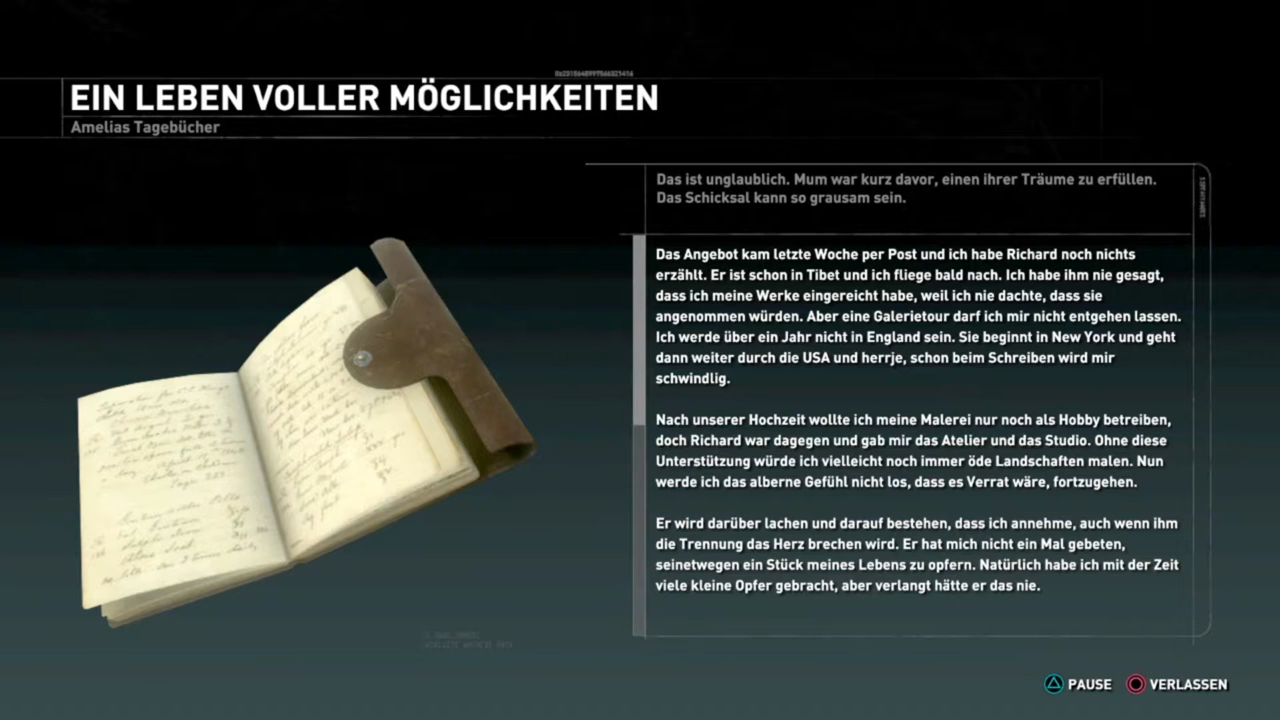 EIN LEBEN VOLLER MÖGLICHKEITEN
Amelias Tagebücher
Das ist unglaublich. Mum war kurz davor, einen ihrer Träume zu erfüllen.
Das Schicksal kann so grausam sein.
Das Angebot kam letzte Woche per Post und ich habe Richard noch nichts
erzählt. Er ist schon in Tibet und ich fliege bald nach. Ich habe ihm nie gesagt,
dass ich meine Werke eingereicht habe, weil ich nie dachte, dass sie
angenommen würden. Aber eine Galerietour darf ich mir nicht entgehen lassen.
Ich werde über ein Jahr nicht in England sein. Sie beginnt in New York und geht
dann weiter durch die USA und herrje, schon beim Schreiben wird mir
schwindlig.
Nach unserer Hochzeit wollte ich meine Malerei nur noch als Hobby betreiben,
doch Richard war dagegen und gab mir das Atelier und das Studio. Ohne diese
Unterstützung würde ich vielleicht noch immer öde Landschaften malen. Nun
werde ich das alberne Gefühl nicht los, dass es Verrat wäre, fortzugehen.
Er wird darüber lachen und darauf bestehen, dass ich annehme, auch wenn ihm
die Trennung das Herz brechen wird. Er hat mich nicht ein Mal gebeten,
seinetwegen ein Stück meines Lebens zu opfern. Natürlich habe ich mit der Zeit
viele kleine Opfer gebracht, aber verlangt hätte er das nie.
PAUSE
VERLASSEN